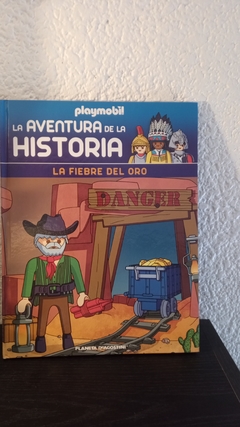 playmobil
LA AVENTURA DE LA
HISTORIA
LA FIEBRE DEL ORO
DANGER
PLANETA DeAGOSTINI